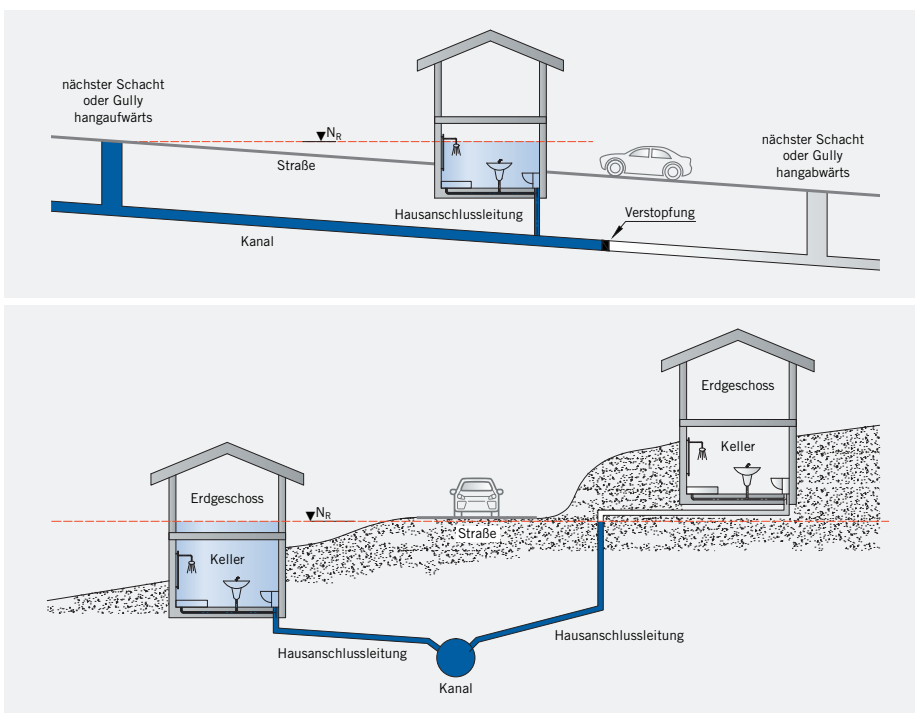 nächster Schacht
oder Gully
hangaufwärts
N_R
nächster Schacht
oder Gully
hangabwärts
Straße
Hausanschlussleitung
Verstopfung
Kanal
Erdgeschoss
Keller
Erdgeschoss
N_R
Straße
Keller
Hausanschlussleitung
Hausanschlussleitung
Kanal